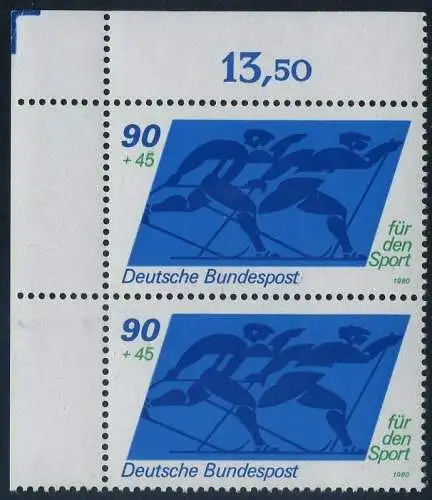 13,50
90
+ 45
für
den
Sport
Deutsche Bundespost
1980
90
+ 45
für
den
Sport
Deutsche Bundespost
1980